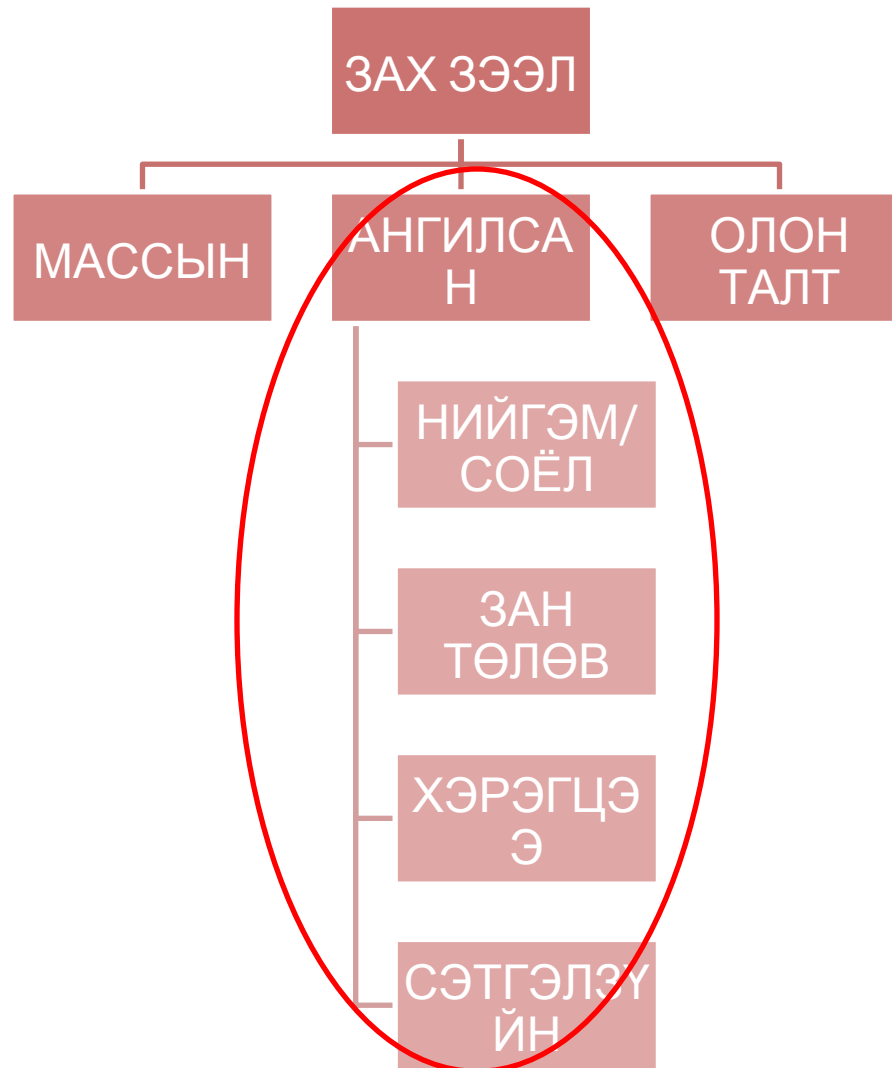 ЗАХ ЗЭЭЛ
МАССЫН
АНГИЛСА
Н
ОЛОН
ТАЛТ
НИЙГЭМ/
СОЁЛ
ЗАН
ТӨЛӨВ
ХЭРЭГЦЭ
Э
СЭТГЭЛЗҮ
ЙН